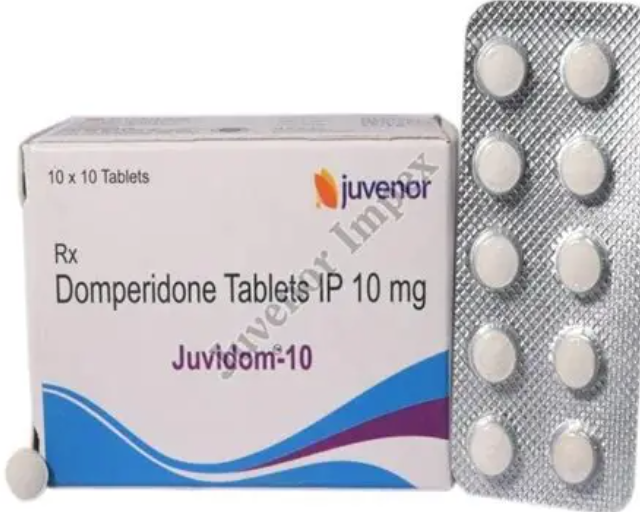 10 x 10 Tablets
juvenor
Rx
Domperidone Tablets IP 10 mg
Juvidom-10
Juvenor Impex